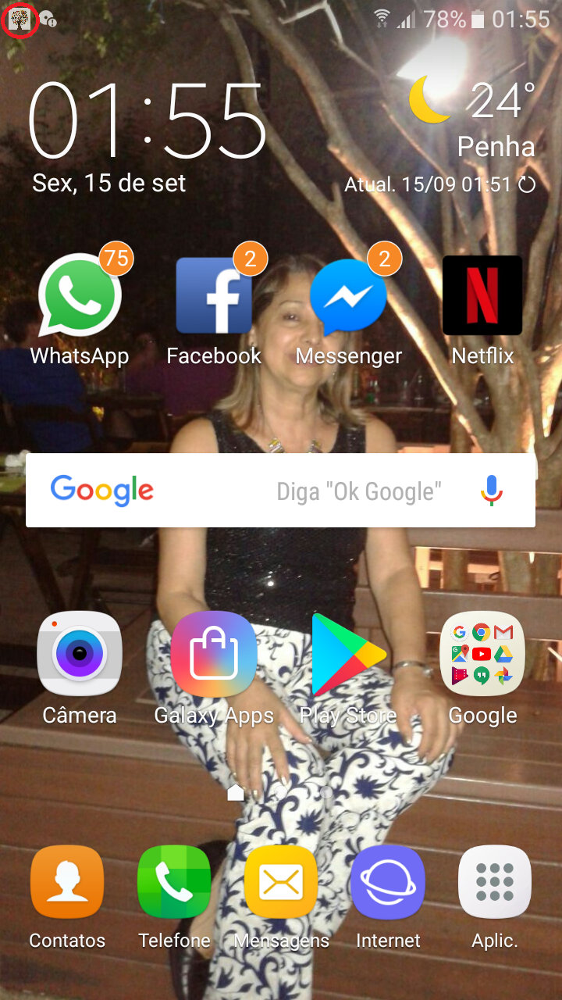 78% 01:55
01:55
24°
Penha
Sex, 15 de set
Atual. 15/09 01:51
75
2
2
N
WhatsApp
Facebook
Messenger
Netflix
Google
Diga "Ok Google"
Câmera
Galaxy Apps
Play Store
Google
Contatos
Telefone
Mensagens
Internet
Aplic.